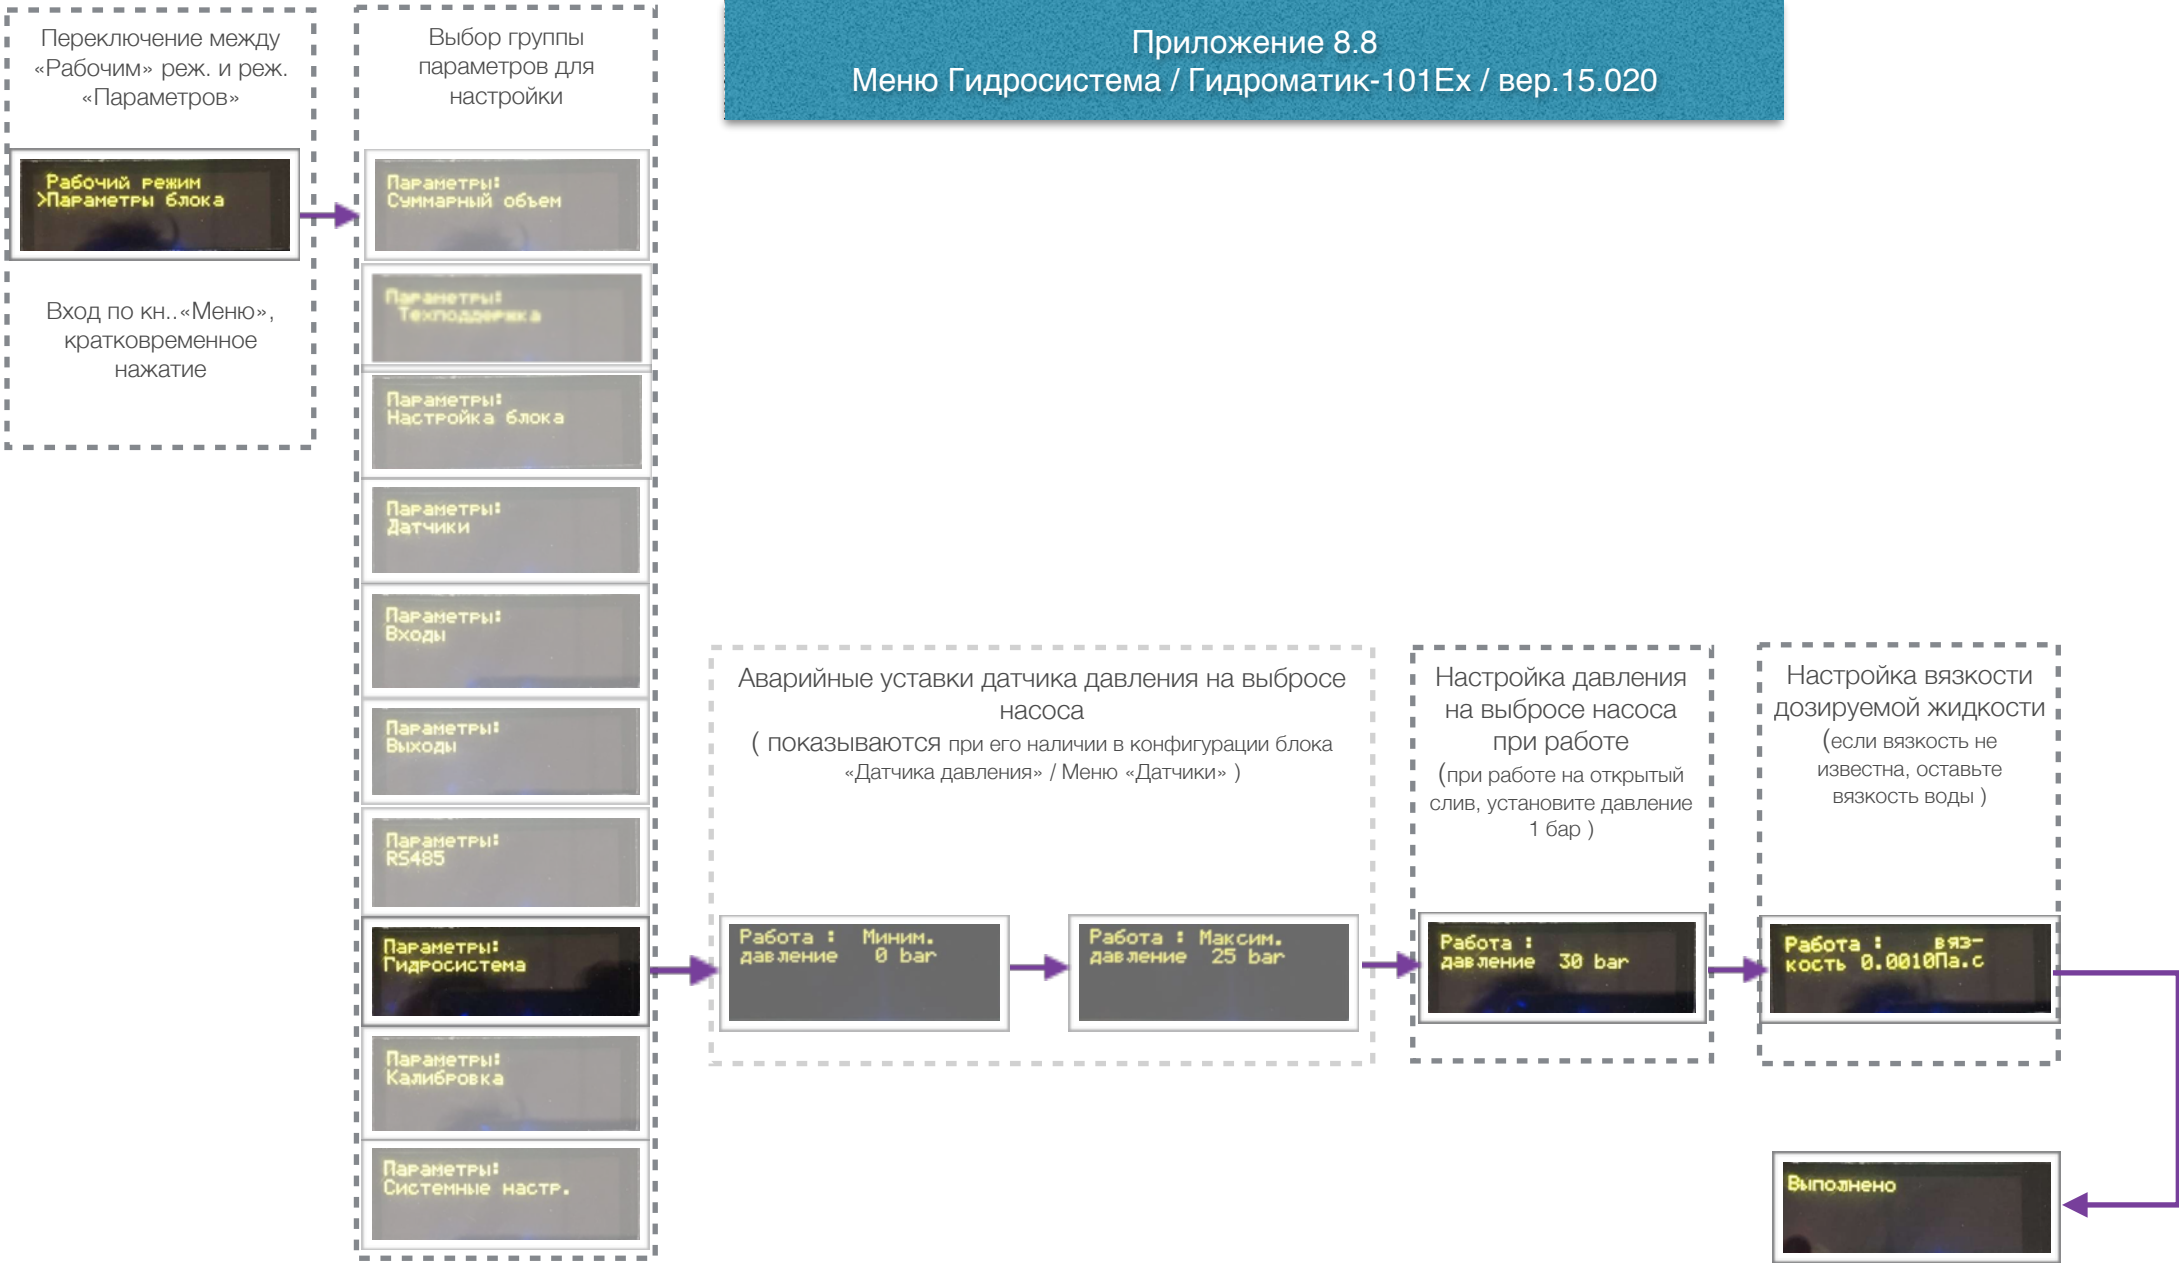 Приложение 8.8
Меню Гидросистема / Гидроматик-101Ex / вер.15.020
Переключение между
«Рабочим» реж. и реж.
«Параметров»
Рабочий режим
>Параметры блока
Вход по кн..«Меню»,
кратковременное
нажатие
Выбор группы
параметров для
настройки
Параметры:
Суммарный объем
Параметры:
Техподдержка
Параметры:
Настройка блока
Параметры:
Датчики
Параметры:
Входы
Параметры:
Выходы
Параметры:
RS485
Параметры:
Гидросистема
Параметры:
Калибровка
Параметры:
Системные настр.
Аварийные уставки датчика давления на выбросе
насоса
( показываются при его наличии в конфигурации блока
«Датчика давления» / Меню «Датчики» )
Работа : Миним.
давление 0 bar
Работа : Максим.
давление 25 bar
Настройка давления
на выбросе насоса
при работе
(при работе на открытый
слив, установите давление
1 бар )
Работа :
давление 30 bar
Настройка вязкости
дозируемой жидкости
(если вязкость не
известна, оставьте
вязкость воды )
Работа : вяз-
кость 0.0010Па.с
Выполнено